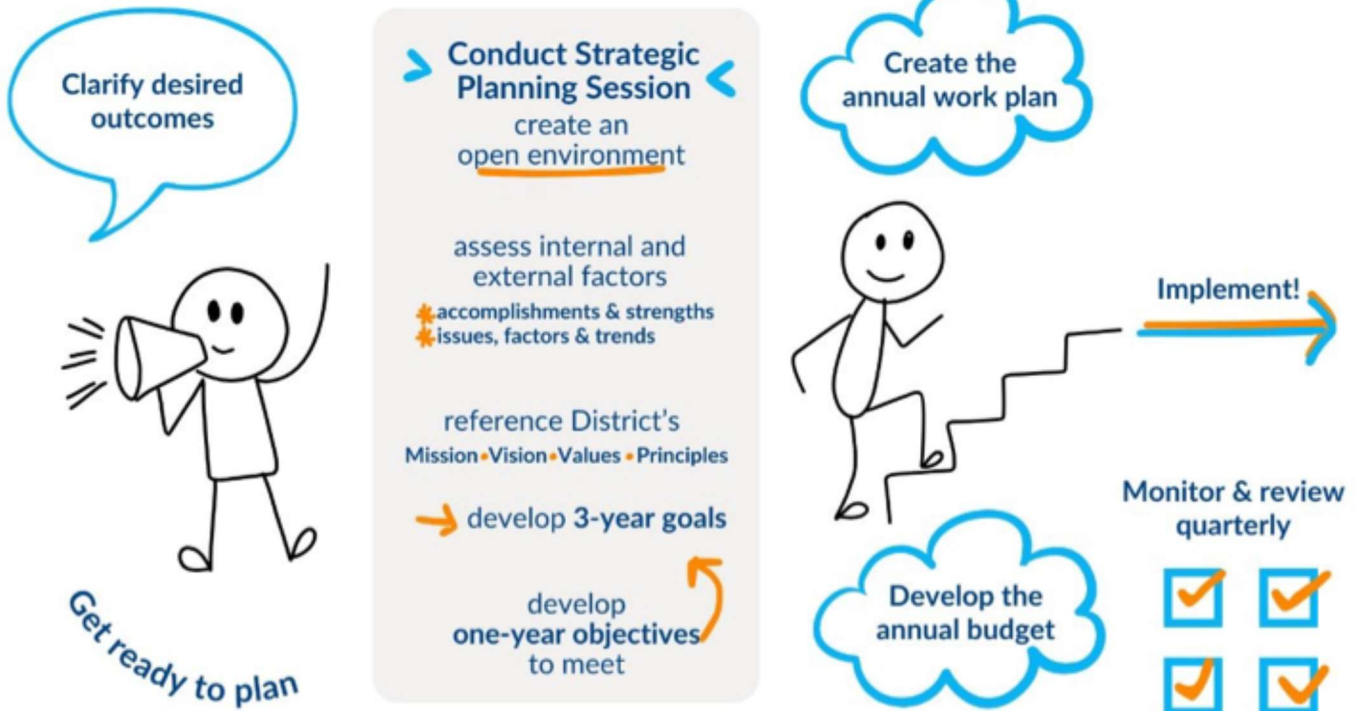 Clarify desired
outcomes
Get ready to plan
Conduct Strategic
Planning Session
create an
open environment
assess internal and
external factors
accomplishments & strengths
issues, factors & trends
reference District's
Mission•Vision•Values•Principles
develop 3-year goals
develop
one-year objectives
to meet
Create the
annual work plan
Develop the
annual budget
Implement!
Monitor & review
quarterly